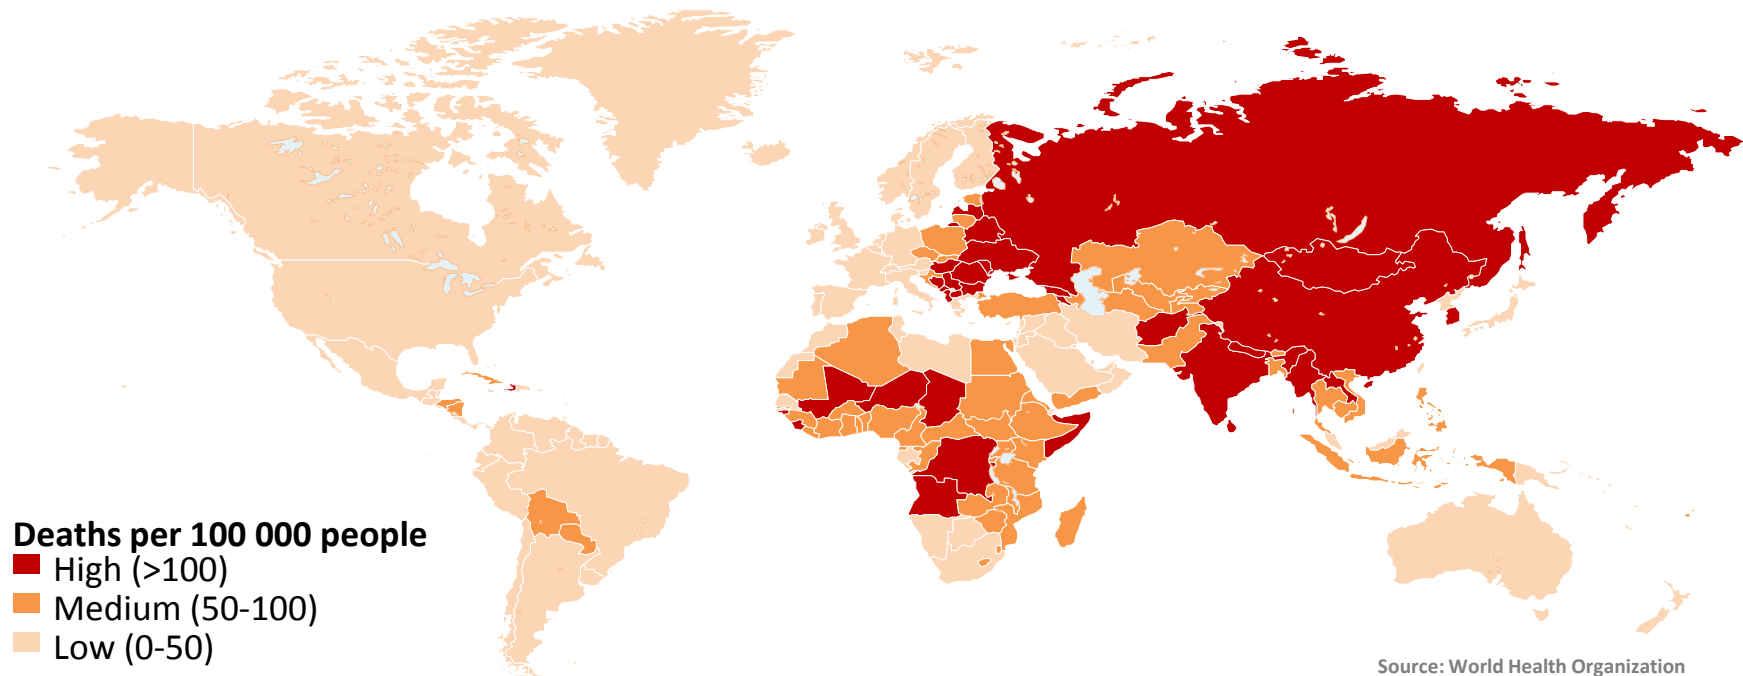 Deaths per 100 000 people
High (>100)
Medium (50-100)
Low (0-50)
Source: World Health Organization